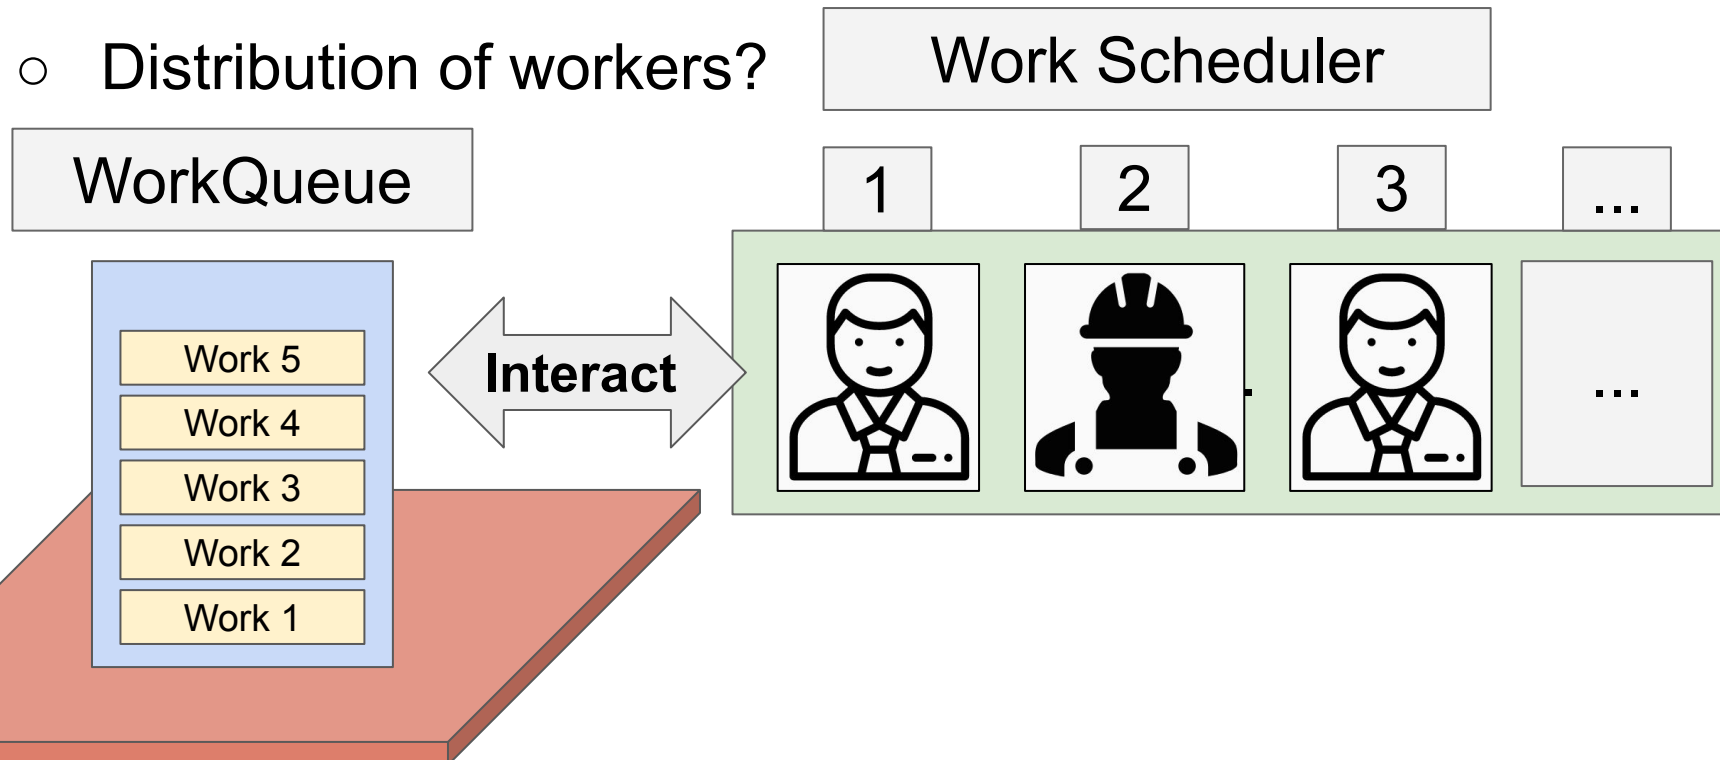 ○ Distribution of workers?
Work Scheduler
WorkQueue
1
2
3
...
Work 5
Work 4
Work 3
Work 2
Work 1
Interact
.
...